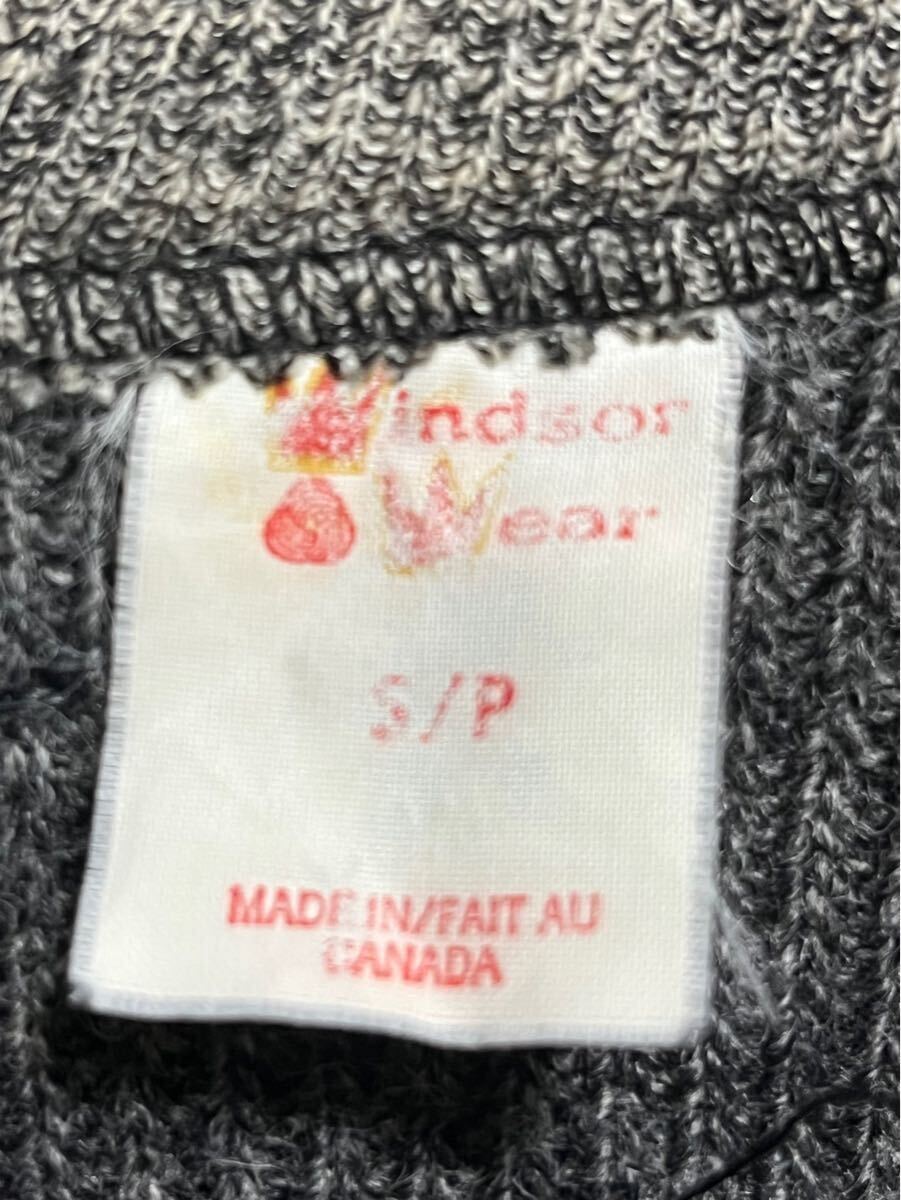 Windsor
Wear
S/P
MADE IN/FAIT AU
CANADA